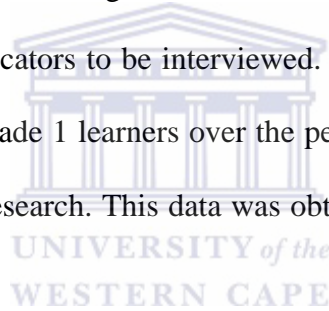 cators to be interviewed.
ade 1 learners over the pe
esearch. This data was obt
UNIVERSITY of the
WESTERN CAPE